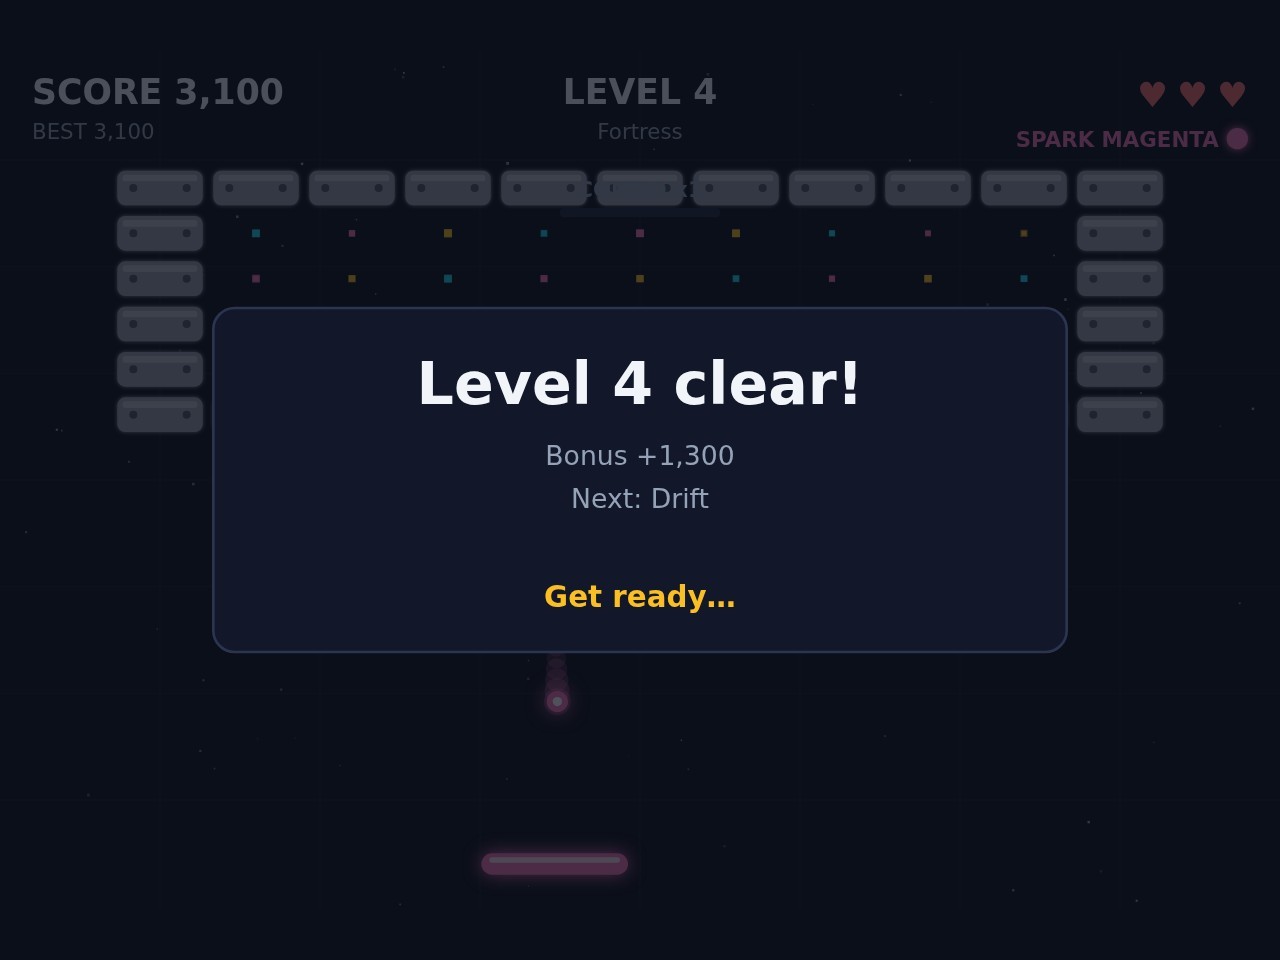 SCORE 3,100
BEST 3,100
LEVEL 4
Fortress
SPARK MAGENTA
Level 4 clear!
Bonus +1,300
Next: Drift
Get ready…